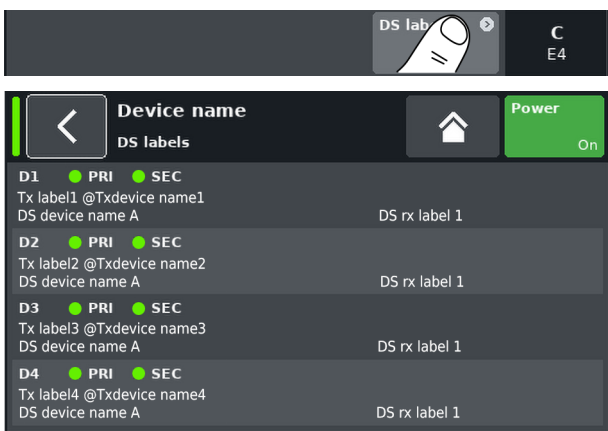 DS lab
C
E4
Device name
DS labels
Power
On
D1 PRI SEC
Tx label1 @Txdevice name1
DS device name A DS rx label 1
D2 PRI SEC
Tx label2 @Txdevice name2
DS device name A DS rx label 1
D3 PRI SEC
Tx label3 @Txdevice name3
DS device name A DS rx label 1
D4 PRI SEC
Tx label4 @Txdevice name4
DS device name A DS rx label 1